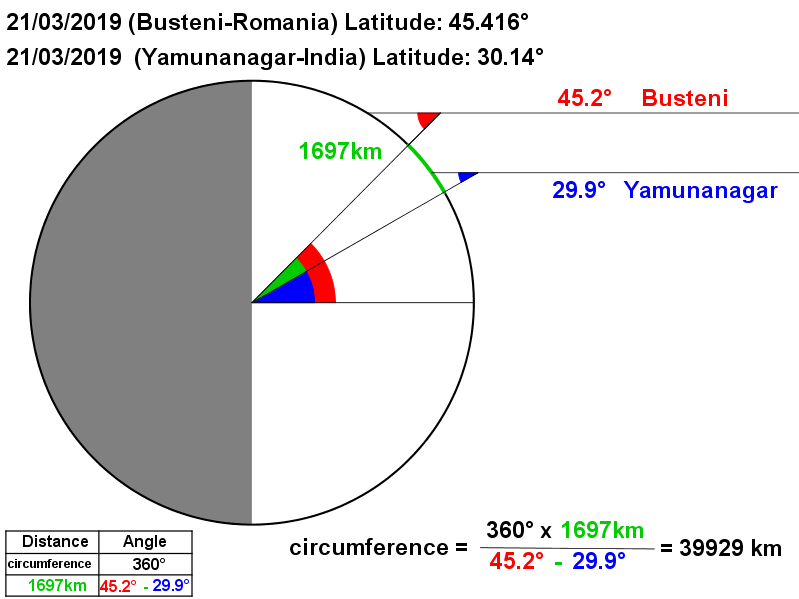 21/03/2019 (Busteni-Romania) Latitude: 45.416°
21/03/2019 (Yamunanagar-India) Latitude: 30.14°
45.2° Busteni
1697km
29.9° Yamunanagar
360° x 1697km
circumference = = 39929 km
45.2° - 29.9°
Distance Angle
circumference 360°
1697km 45.2° - 29.9°